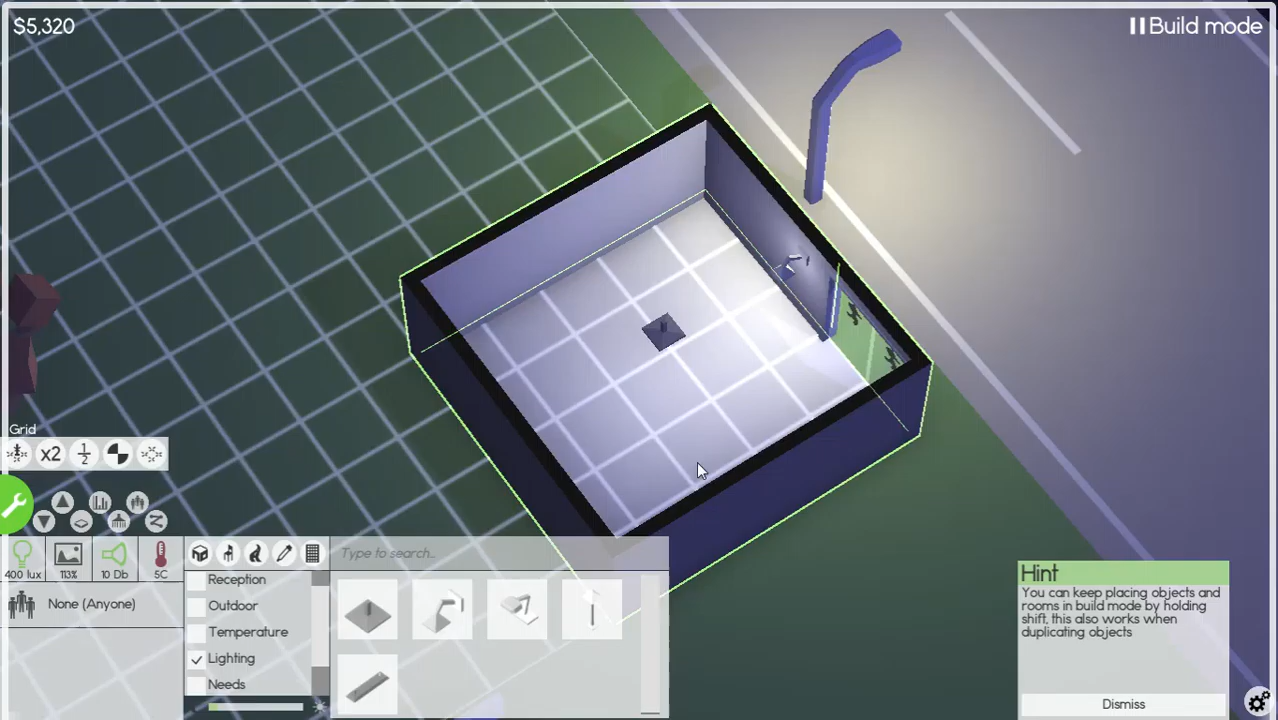 $5,320
Build mode
Grid
x2
1/2
400 lux
113%
10 Db
5C
None (Anyone)
Type to search..
Reception
Outdoor
Temperature
Lighting
Needs
Hint
You can keep placing objects and
rooms in build mode by holding
shift, this also works when
duplicating objects
Dismiss